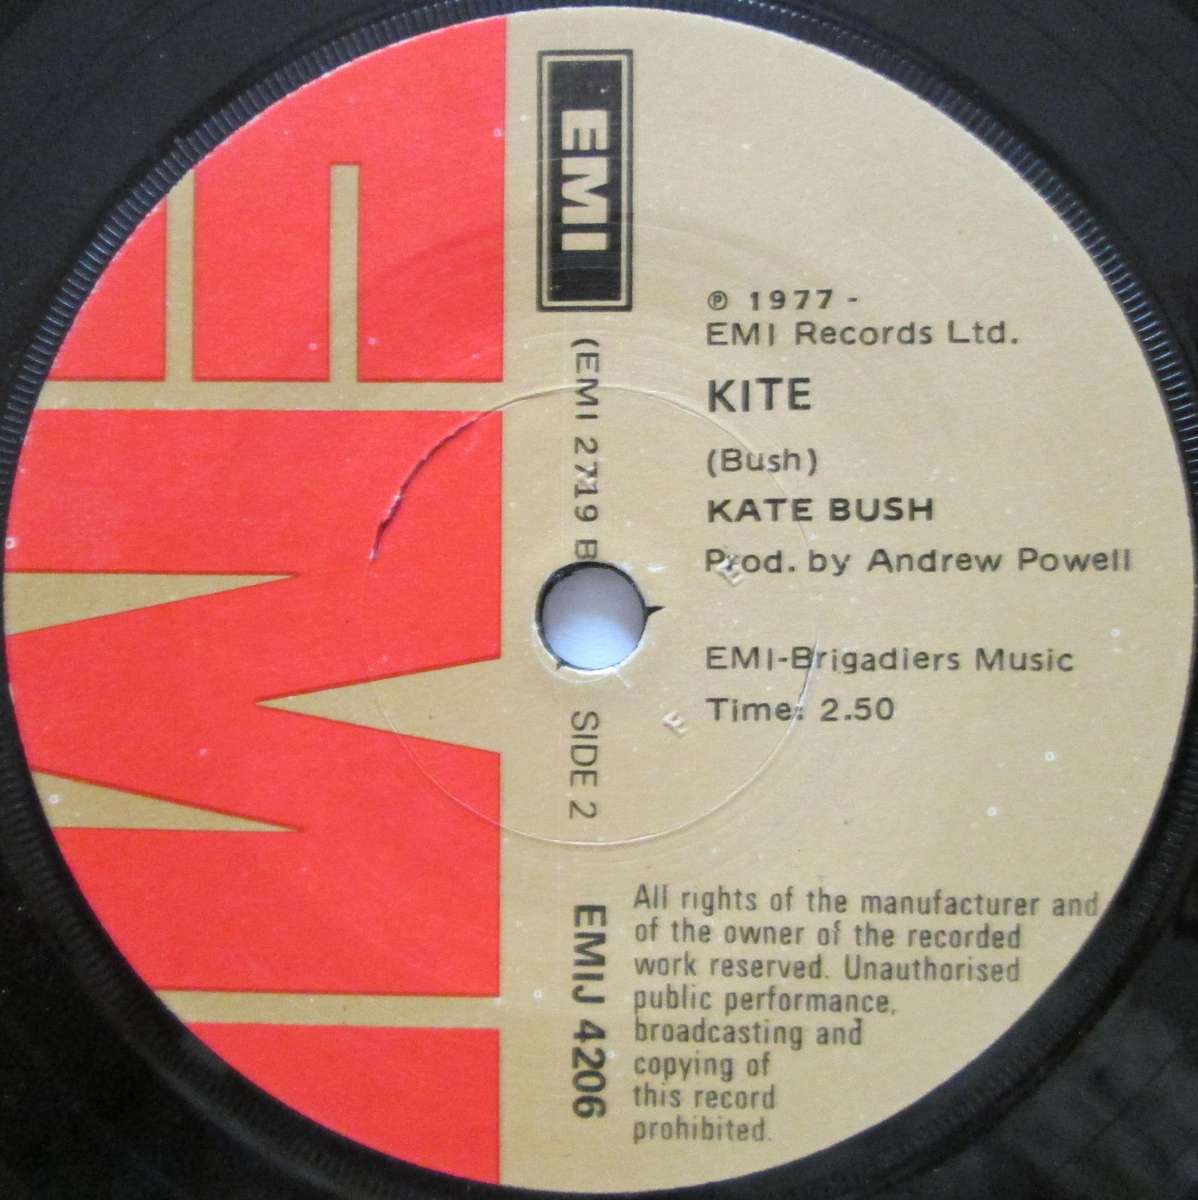 EMI
℗ 1977 -
EMI Records Ltd.
KITE
(Bush)
KATE BUSH
Prod. by Andrew Powell
EMI-Brigadiers Music
Time: 2.50
(EMI 2719 B
SIDE 2
EMIJ 4206
All rights of the manufacturer and
of the owner of the recorded
work reserved. Unauthorised
public performance,
broadcasting and
copying of
this record
prohibited.
EMI
E
E